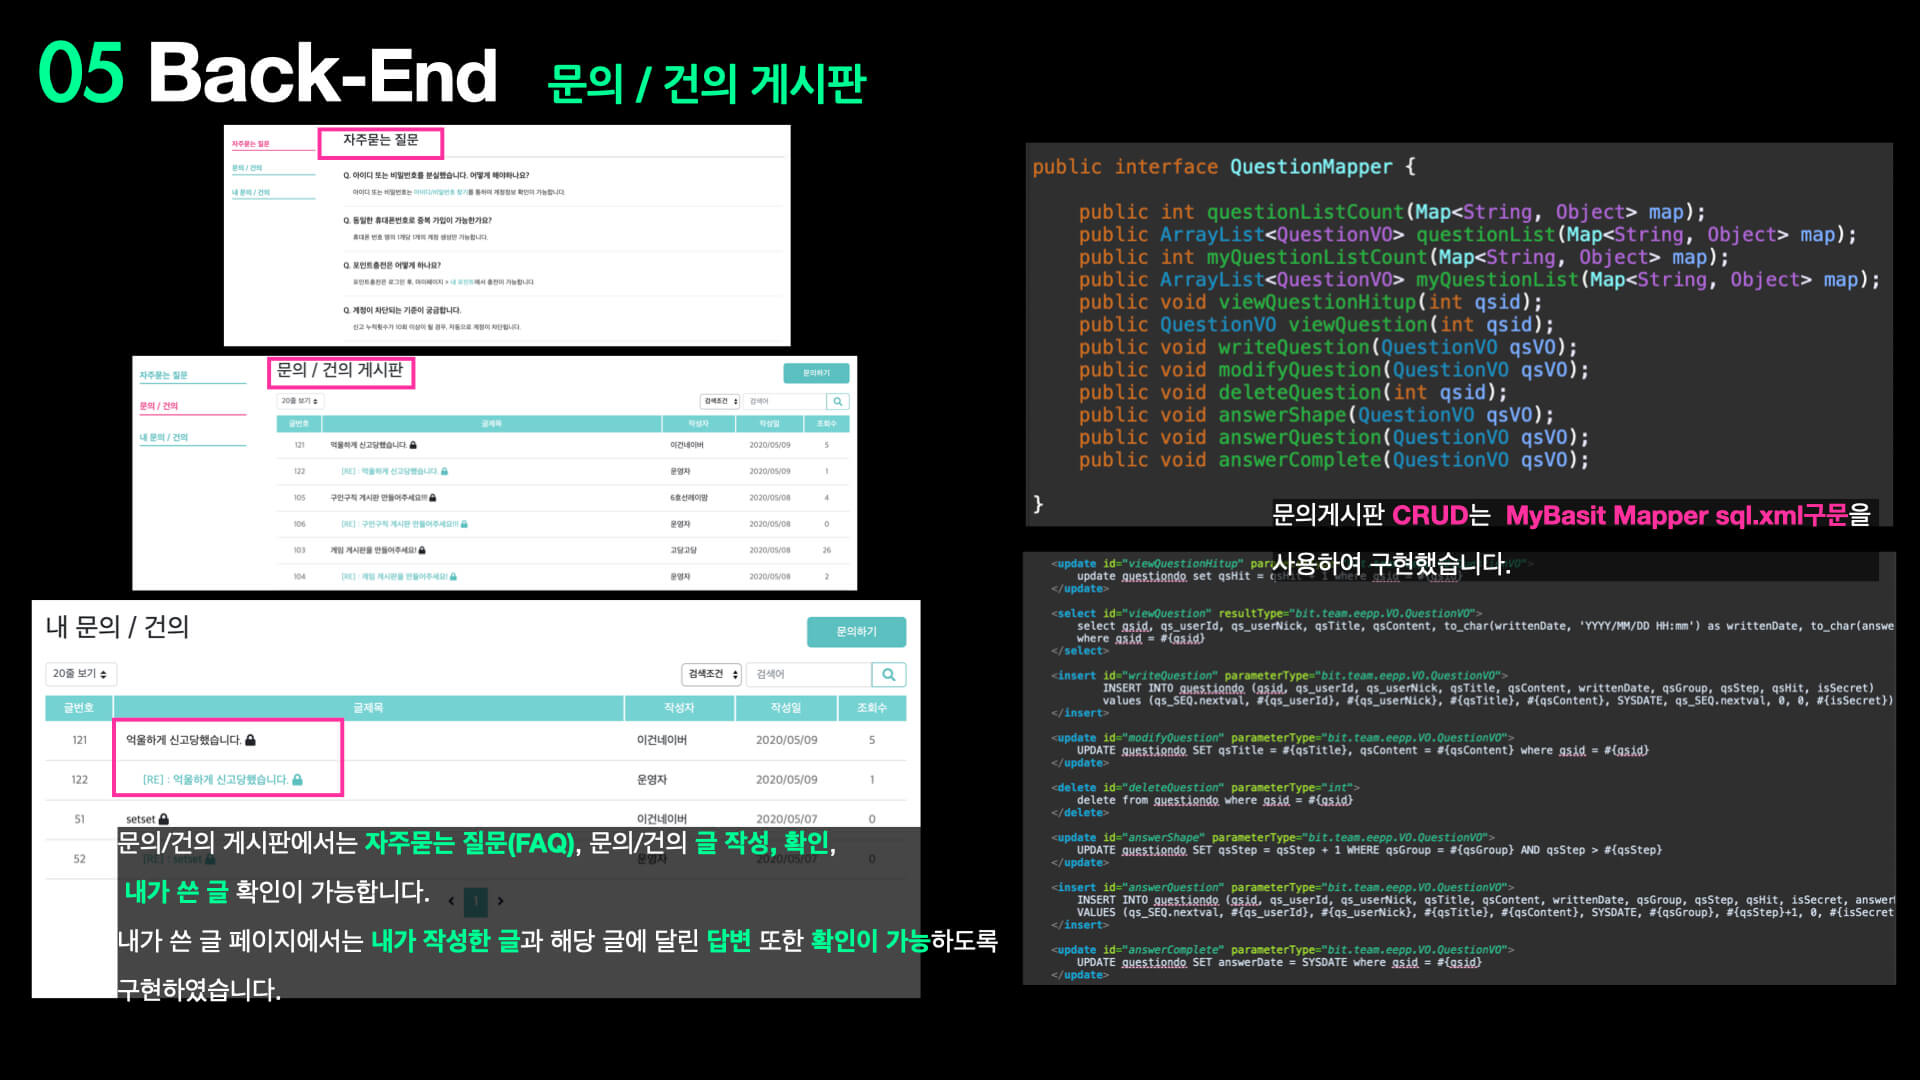 05 Back-End 문의 / 건의 게시판
자주묻는 질문
문의 / 건의
내 문의 / 건의
자주묻는 질문
Q. 아이디 또는 비밀번호를 분실했습니다. 어떻게 해야하나요?
아이디 또는 비밀번호는 아이디/비밀번호 찾기를 통하여 계정정보 확인이 가능합니다.
Q. 동일한 휴대폰번호로 중복 가입이 가능한가요?
휴대폰 번호 명의 1개당 1개의 계정 생성만 가능합니다.
Q. 포인트충전은 어떻게 하나요?
포인트충전은 로그인 후, 마이페이지 > 내 포인트에서 충전이 가능합니다.
Q. 계정이 차단되는 기준이 궁금합니다.
신고 누적횟수가 10회 이상이 될 경우, 자동으로 계정이 차단됩니다.
자주묻는 질문
문의 / 건의
내 문의 / 건의
문의 / 건의 게시판
문의하기
20줄 보기 검색조건 검색어
글번호 글제목 작성자 작성일 조회수
121 억울하게 신고당했습니다. 이건네이버 2020/05/09 5
122 [RE] : 억울하게 신고당했습니다. 운영자 2020/05/09 1
105 구인구직 게시판 만들어주세요!!! 6호선레이맘 2020/05/08 4
106 [RE] : 구인구직 게시판 만들어주세요!!! 운영자 2020/05/08 0
103 게임 게시판을 만들어주세요! 고담고담 2020/05/08 26
104 [RE] : 게임 게시판을 만들어주세요! 운영자 2020/05/08 2
내 문의 / 건의
문의하기
20줄 보기 검색조건 검색어
글번호 글제목 작성자 작성일 조회수
121 억울하게 신고당했습니다. 이건네이버 2020/05/09 5
122 [RE] : 억울하게 신고당했습니다. 운영자 2020/05/09 1
51 setset 이건네이버 2020/05/07 0
52 [RE] : setset 운영자 0
‹ 1 ›
문의/건의 게시판에서는 자주묻는 질문(FAQ), 문의/건의 글 작성, 확인,
내가 쓴 글 확인이 가능합니다.
내가 쓴 글 페이지에서는 내가 작성한 글과 해당 글에 달린 답변 또한 확인이 가능하도록
구현하였습니다.
public interface QuestionMapper {
public int questionListCount(Map<String, Object> map);
public ArrayList<QuestionVO> questionList(Map<String, Object> map);
public int myQuestionListCount(Map<String, Object> map);
public ArrayList<QuestionVO> myQuestionList(Map<String, Object> map);
public void viewQuestionHitup(int qsid);
public QuestionVO viewQuestion(int qsid);
public void writeQuestion(QuestionVO qsVO);
public void modifyQuestion(QuestionVO qsVO);
public void deleteQuestion(int qsid);
public void answerShape(QuestionVO qsVO);
public void answerQuestion(QuestionVO qsVO);
public void answerComplete(QuestionVO qsVO);
}
문의게시판 CRUD는 MyBasit Mapper sql.xml구문을
사용하여 구현했습니다.
<update id="viewQuestionHitup" par
update questiondo set qsHit = qsHit + 1 where qsid = #{qsid}
</update>
<select id="viewQuestion" resultType="bit.team.eepp.VO.QuestionVO">
select qsid, qs_userId, qs_userNick, qsTitle, qsContent, to_char(writtenDate, 'YYYY/MM/DD HH:mm') as writtenDate, to_char(answe
where qsid = #{qsid}
</select>
<insert id="writeQuestion" parameterType="bit.team.eepp.VO.QuestionVO">
INSERT INTO questiondo (qsid, qs_userId, qs_userNick, qsTitle, qsContent, writtenDate, qsGroup, qsStep, qsHit, isSecret)
values (qs_SEQ.nextval, #{qs_userId}, #{qs_userNick}, #{qsTitle}, #{qsContent}, SYSDATE, qs_SEQ.nextval, 0, 0, #{isSecret})
</insert>
<update id="modifyQuestion" parameterType="bit.team.eepp.VO.QuestionVO">
UPDATE questiondo SET qsTitle = #{qsTitle}, qsContent = #{qsContent} where qsid = #{qsid}
</update>
<delete id="deleteQuestion" parameterType="int">
delete from questiondo where qsid = #{qsid}
</delete>
<update id="answerShape" parameterType="bit.team.eepp.VO.QuestionVO">
UPDATE questiondo SET qsStep = qsStep + 1 WHERE qsGroup = #{qsGroup} AND qsStep > #{qsStep}
</update>
<insert id="answerQuestion" parameterType="bit.team.eepp.VO.QuestionVO">
INSERT INTO questiondo (qsid, qs_userId, qs_userNick, qsTitle, qsContent, writtenDate, qsGroup, qsStep, qsHit, isSecret, answer
VALUES (qs_SEQ.nextval, #{qs_userId}, #{qs_userNick}, #{qsTitle}, #{qsContent}, SYSDATE, #{qsGroup}, #{qsStep}+1, 0, #{isSecret
</insert>
<update id="answerComplete" parameterType="bit.team.eepp.VO.QuestionVO">
UPDATE questiondo SET answerDate = SYSDATE where qsid = #{qsid}
</update>